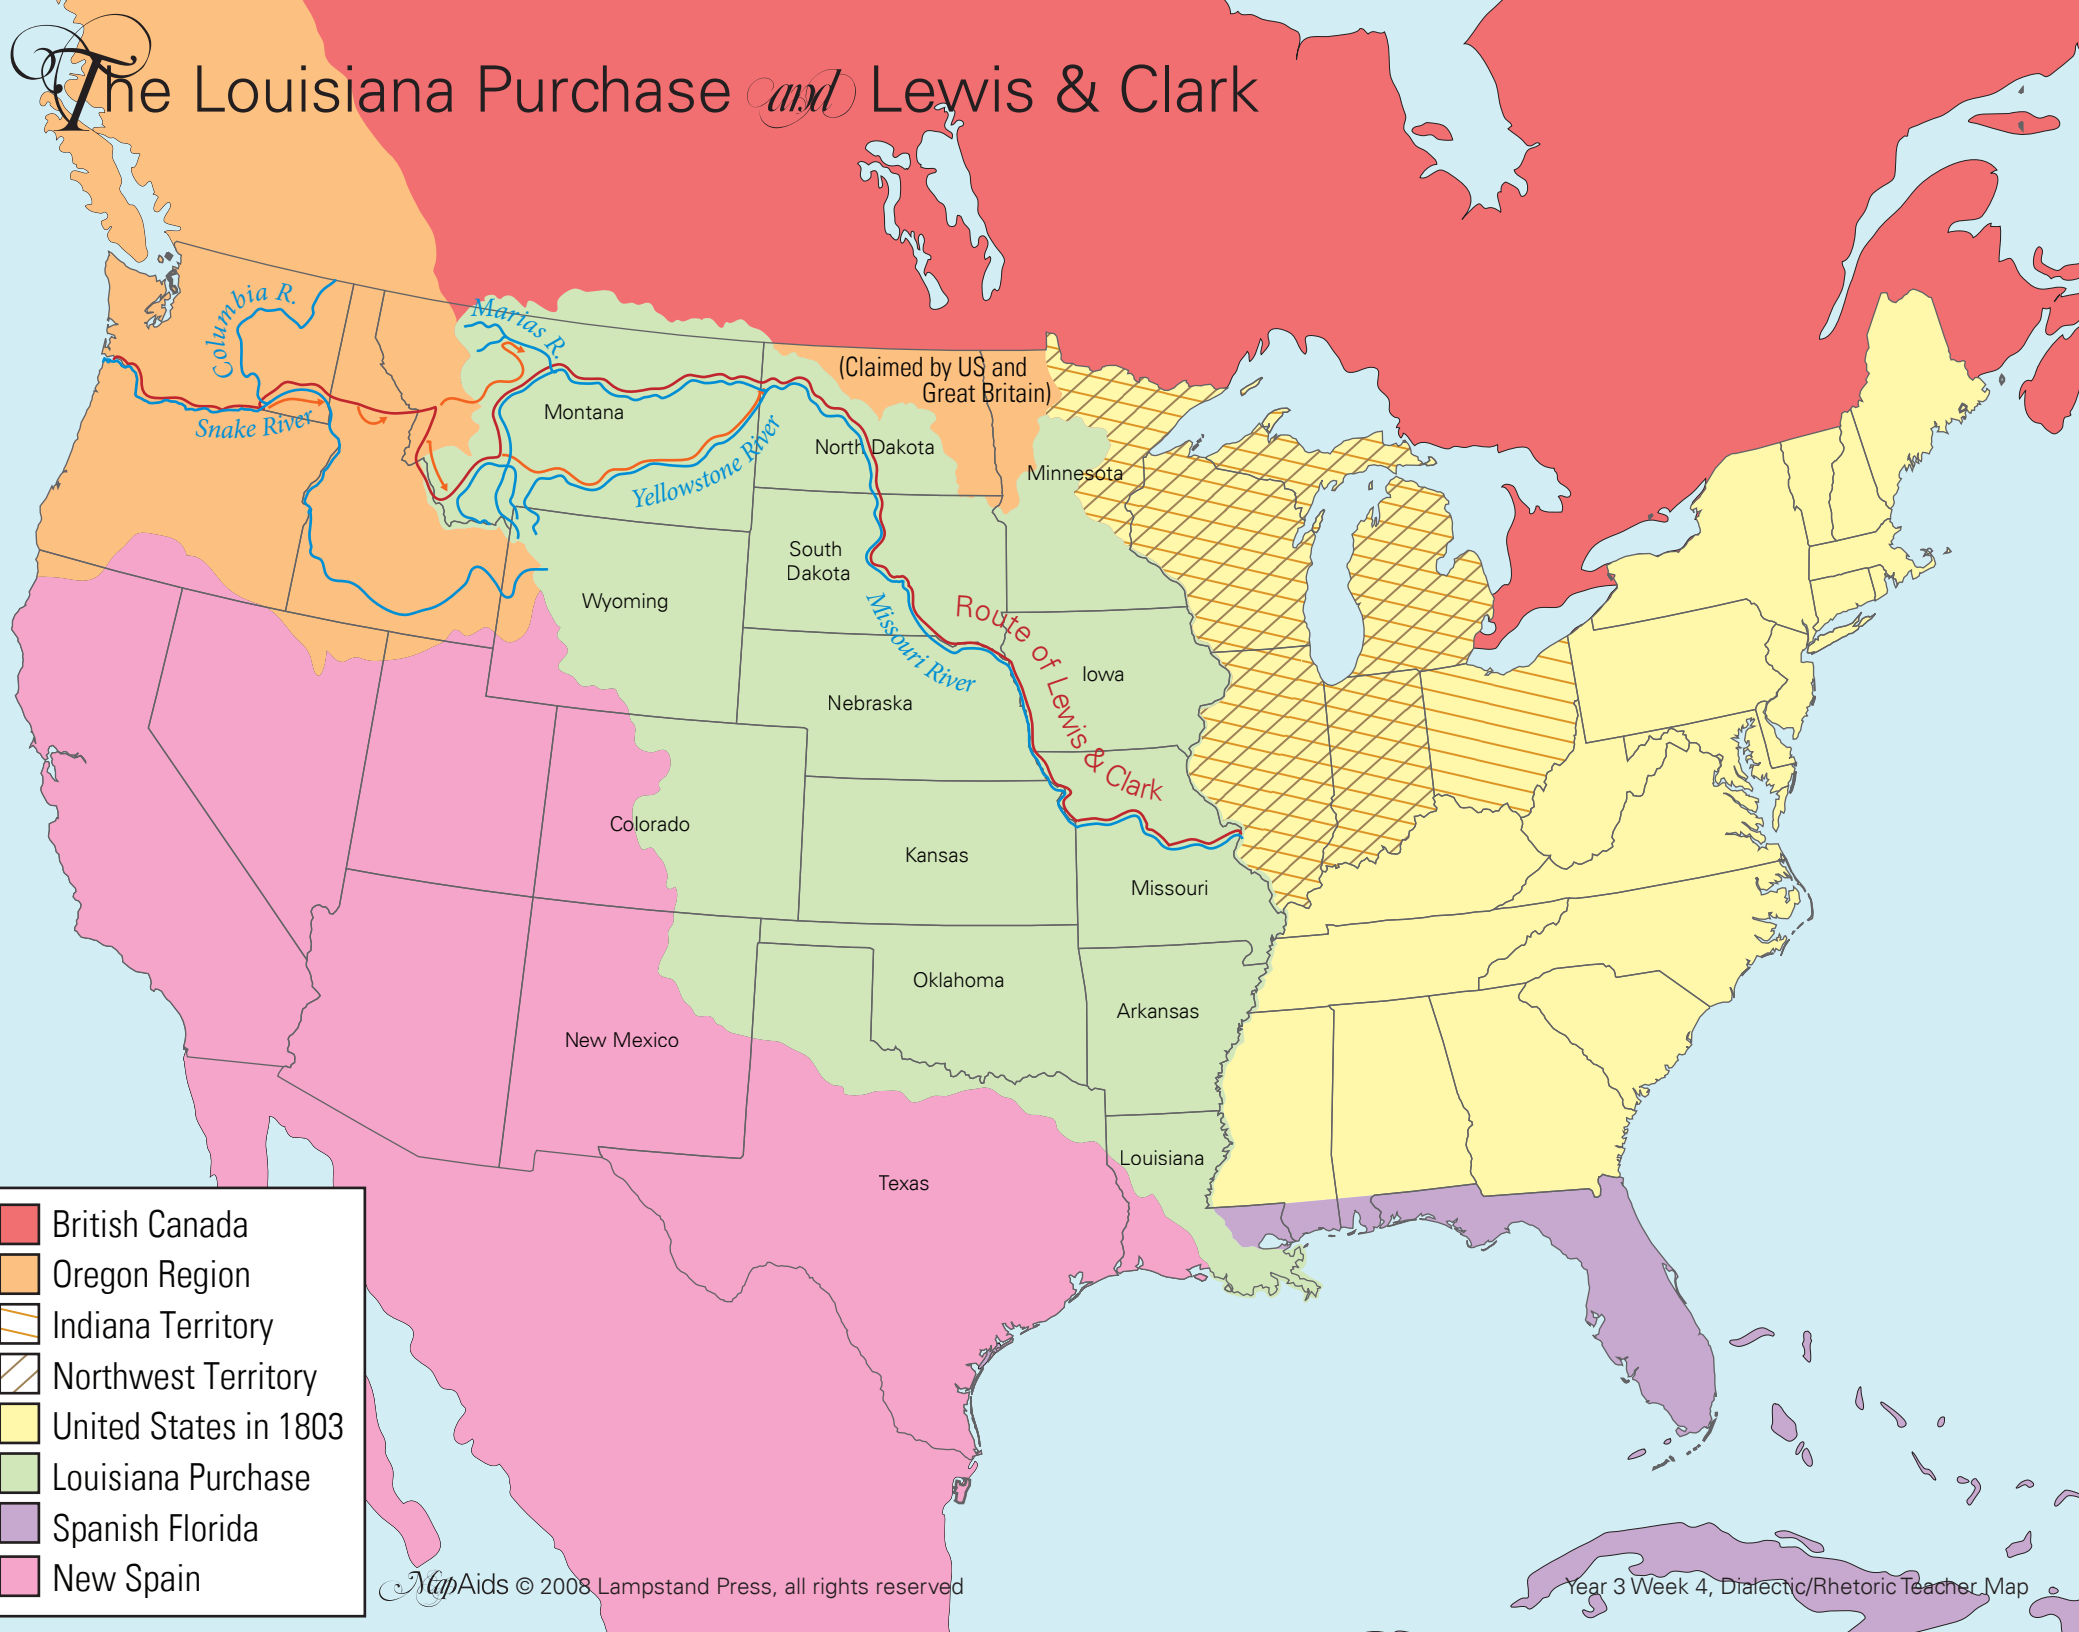 The Louisiana Purchase and Lewis & Clark
Columbia R.
Marias R.
(Claimed by US and
Great Britain)
Snake River
Montana
North Dakota
Minnesota
Yellowstone River
South
Dakota
Wyoming
Missouri River
Route of Lewis & Clark
Iowa
Nebraska
Colorado
Kansas
Missouri
Oklahoma
Arkansas
New Mexico
Louisiana
Texas
British Canada
Oregon Region
Indiana Territory
Northwest Territory
United States in 1803
Louisiana Purchase
Spanish Florida
New Spain
MapAids © 2008 Lampstand Press, all rights reserved
Year 3 Week 4, Dialectic/Rhetoric Teacher Map